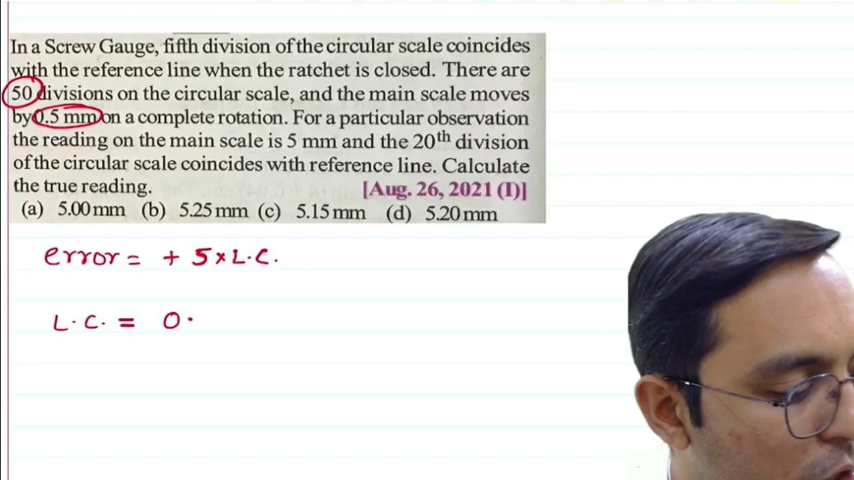 In a Screw Gauge, fifth division of the circular scale coincides
with the reference line when the ratchet is closed. There are
50 divisions on the circular scale, and the main scale moves
by 0.5 mm on a complete rotation. For a particular observation
the reading on the main scale is 5 mm and the 20th division
of the circular scale coincides with reference line. Calculate
the true reading. [Aug. 26, 2021 (I)]
(a) 5.00 mm (b) 5.25 mm (c) 5.15 mm (d) 5.20 mm
error = + 5 × L.C.
L.C. = 0.